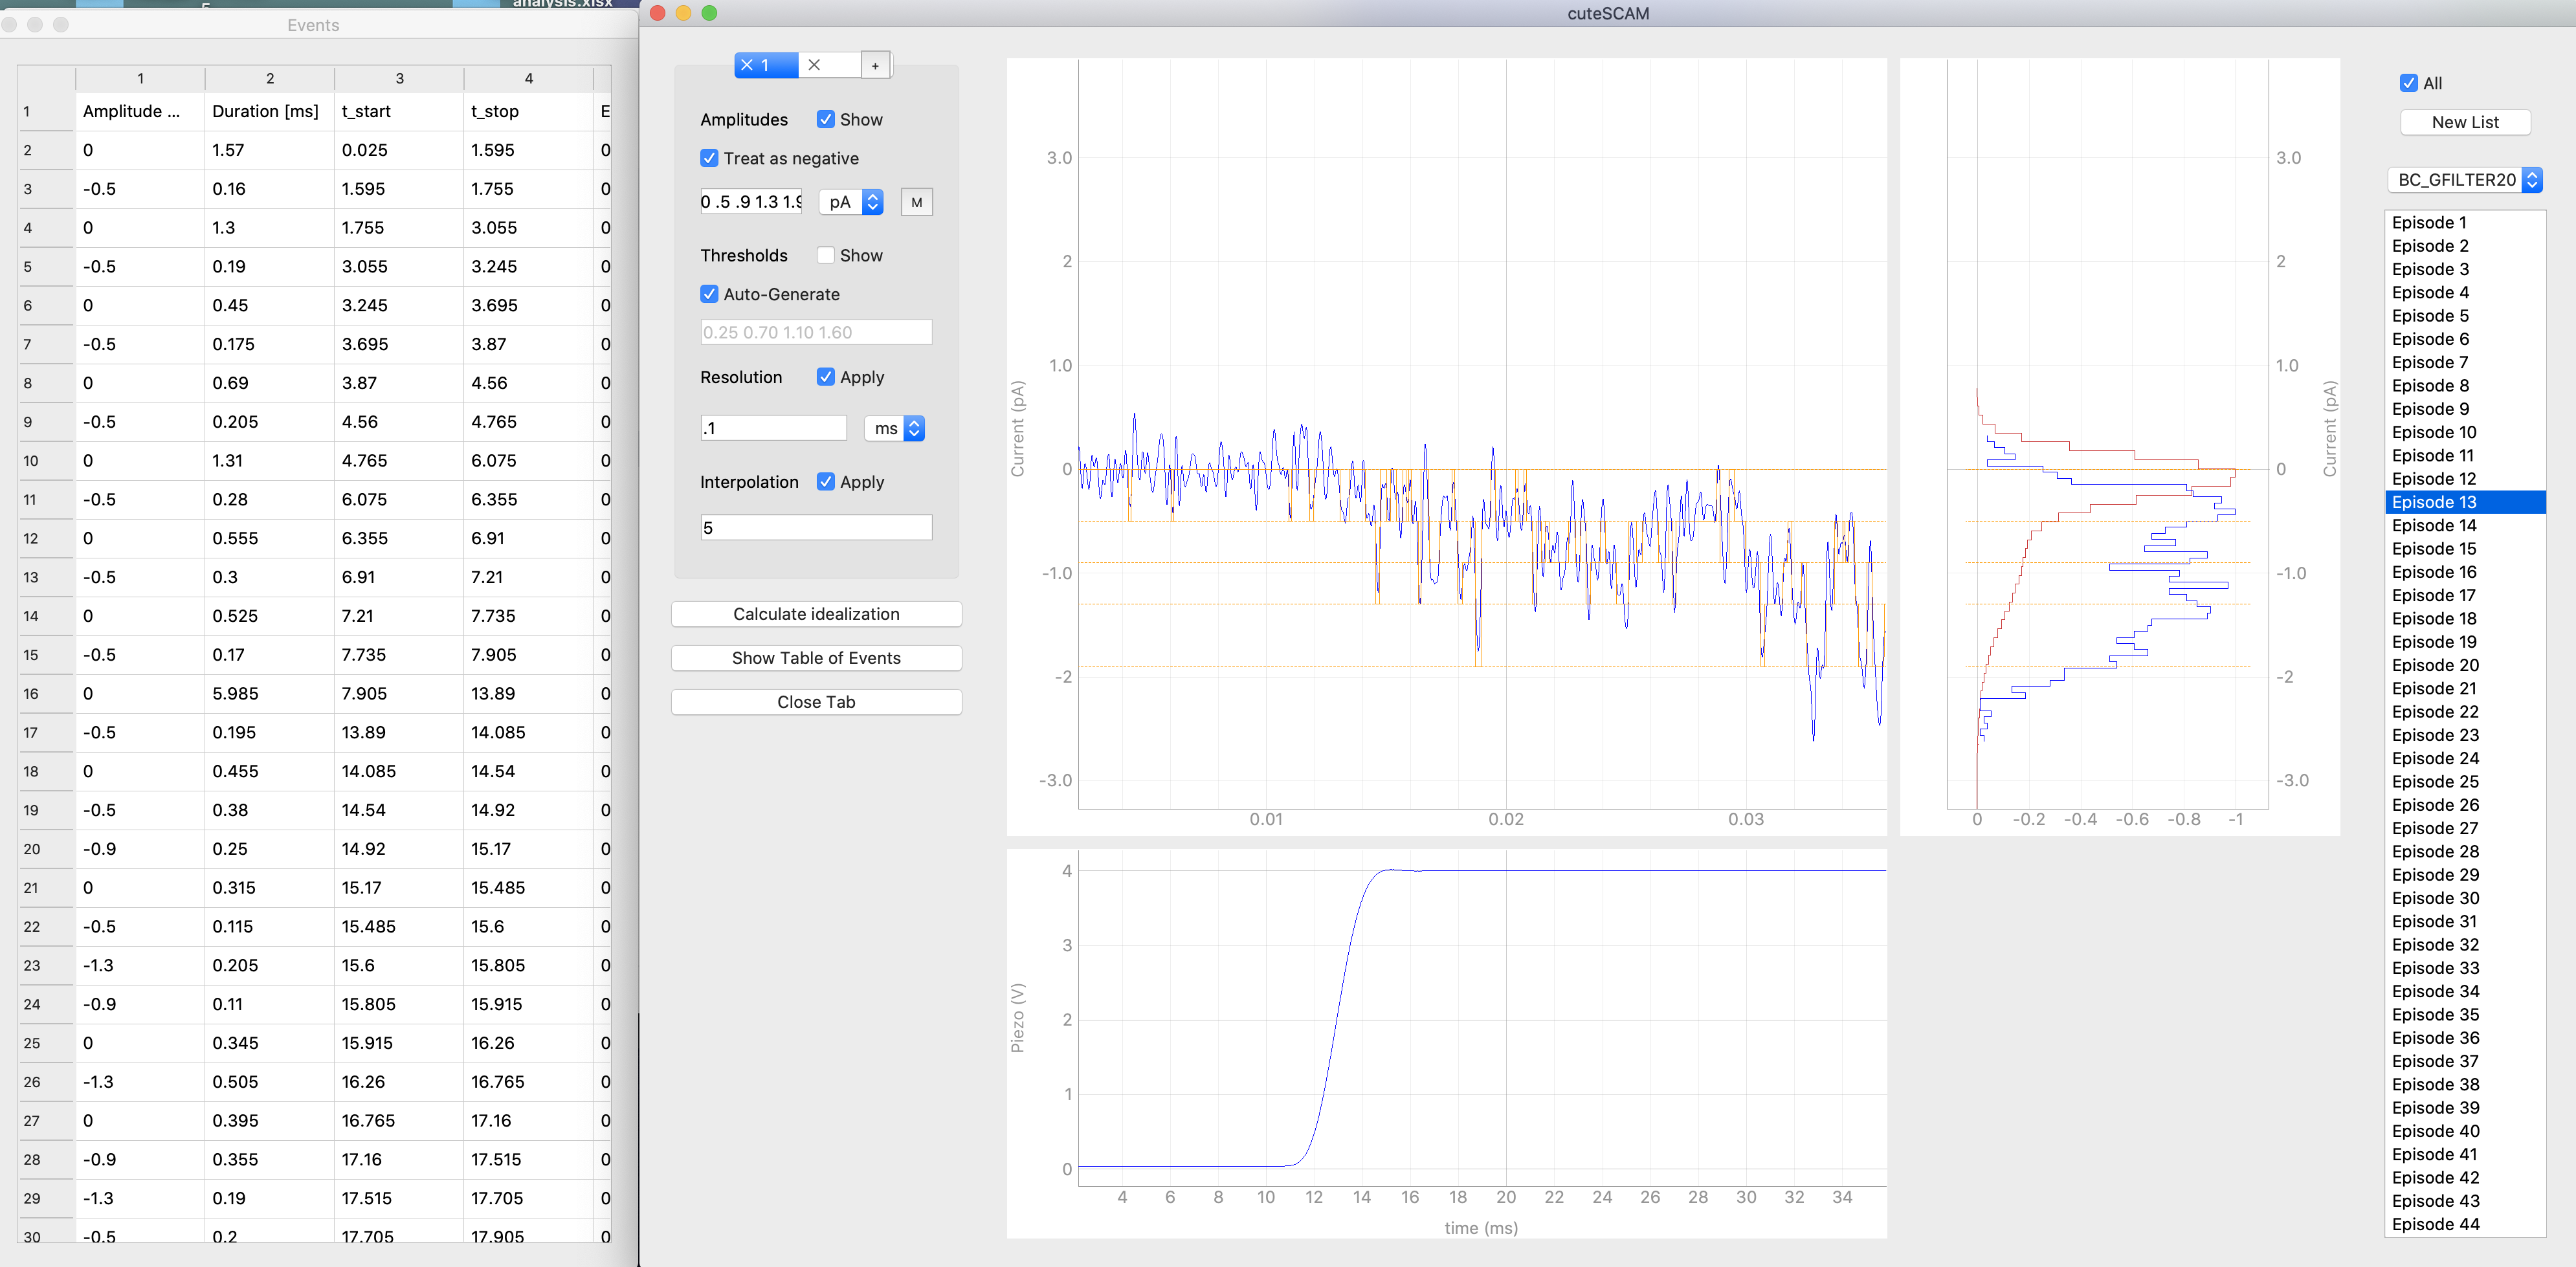 analysis.xlsx
Events
1 2 3 4
1 Amplitude ... Duration [ms] t_start t_stop E
2 0 1.57 0.025 1.595 0
3 -0.5 0.16 1.595 1.755 0
4 0 1.3 1.755 3.055 0
5 -0.5 0.19 3.055 3.245 0
6 0 0.45 3.245 3.695 0
7 -0.5 0.175 3.695 3.87 0
8 0 0.69 3.87 4.56 0
9 -0.5 0.205 4.56 4.765 0
10 0 1.31 4.765 6.075 0
11 -0.5 0.28 6.075 6.355 0
12 0 0.555 6.355 6.91 0
13 -0.5 0.3 6.91 7.21 0
14 0 0.525 7.21 7.735 0
15 -0.5 0.17 7.735 7.905 0
16 0 5.985 7.905 13.89 0
17 -0.5 0.195 13.89 14.085 0
18 0 0.455 14.085 14.54 0
19 -0.5 0.38 14.54 14.92 0
20 -0.9 0.25 14.92 15.17 0
21 0 0.315 15.17 15.485 0
22 -0.5 0.115 15.485 15.6 0
23 -1.3 0.205 15.6 15.805 0
24 -0.9 0.11 15.805 15.915 0
25 0 0.345 15.915 16.26 0
26 -1.3 0.505 16.26 16.765 0
27 0 0.395 16.765 17.16 0
28 -0.9 0.355 17.16 17.515 0
29 -1.3 0.19 17.515 17.705 0
30 -0.5 0.2 17.705 17.905 0
cuteSCAM
× 1 × +
Amplitudes Show
Treat as negative
0 .5 .9 1.3 1.9 pA M
Thresholds Show
Auto-Generate
0.25 0.70 1.10 1.60
Resolution Apply
.1 ms
Interpolation Apply
5
Calculate idealization
Show Table of Events
Close Tab
Current (pA)
3.0
2
1.0
0
-1.0
-2
-3.0
0.01 0.02 0.03
Piezo (V)
4
3
2
1
0
4 6 8 10 12 14 16 18 20 22 24 26 28 30 32 34
time (ms)
3.0
2
1.0
0
-1.0
-2
-3.0
Current (pA)
0 -0.2 -0.4 -0.6 -0.8 -1
All
New List
BC_GFILTER20
Episode 1
Episode 2
Episode 3
Episode 4
Episode 5
Episode 6
Episode 7
Episode 8
Episode 9
Episode 10
Episode 11
Episode 12
Episode 13
Episode 14
Episode 15
Episode 16
Episode 17
Episode 18
Episode 19
Episode 20
Episode 21
Episode 22
Episode 23
Episode 24
Episode 25
Episode 26
Episode 27
Episode 28
Episode 29
Episode 30
Episode 31
Episode 32
Episode 33
Episode 34
Episode 35
Episode 36
Episode 37
Episode 38
Episode 39
Episode 40
Episode 41
Episode 42
Episode 43
Episode 44